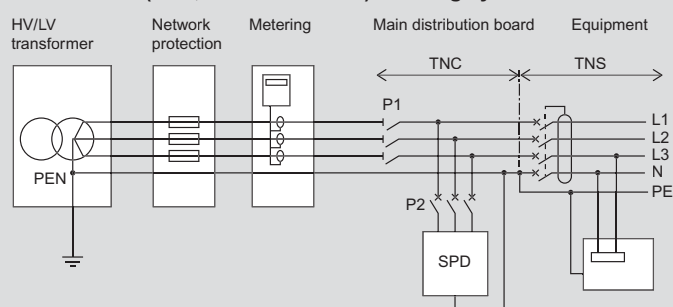 HV/LV
transformer
Network
protection
Metering
Main distribution board
Equipment
TNC
TNS
P1
L1
L2
L3
N
PE
PEN
P2
SPD